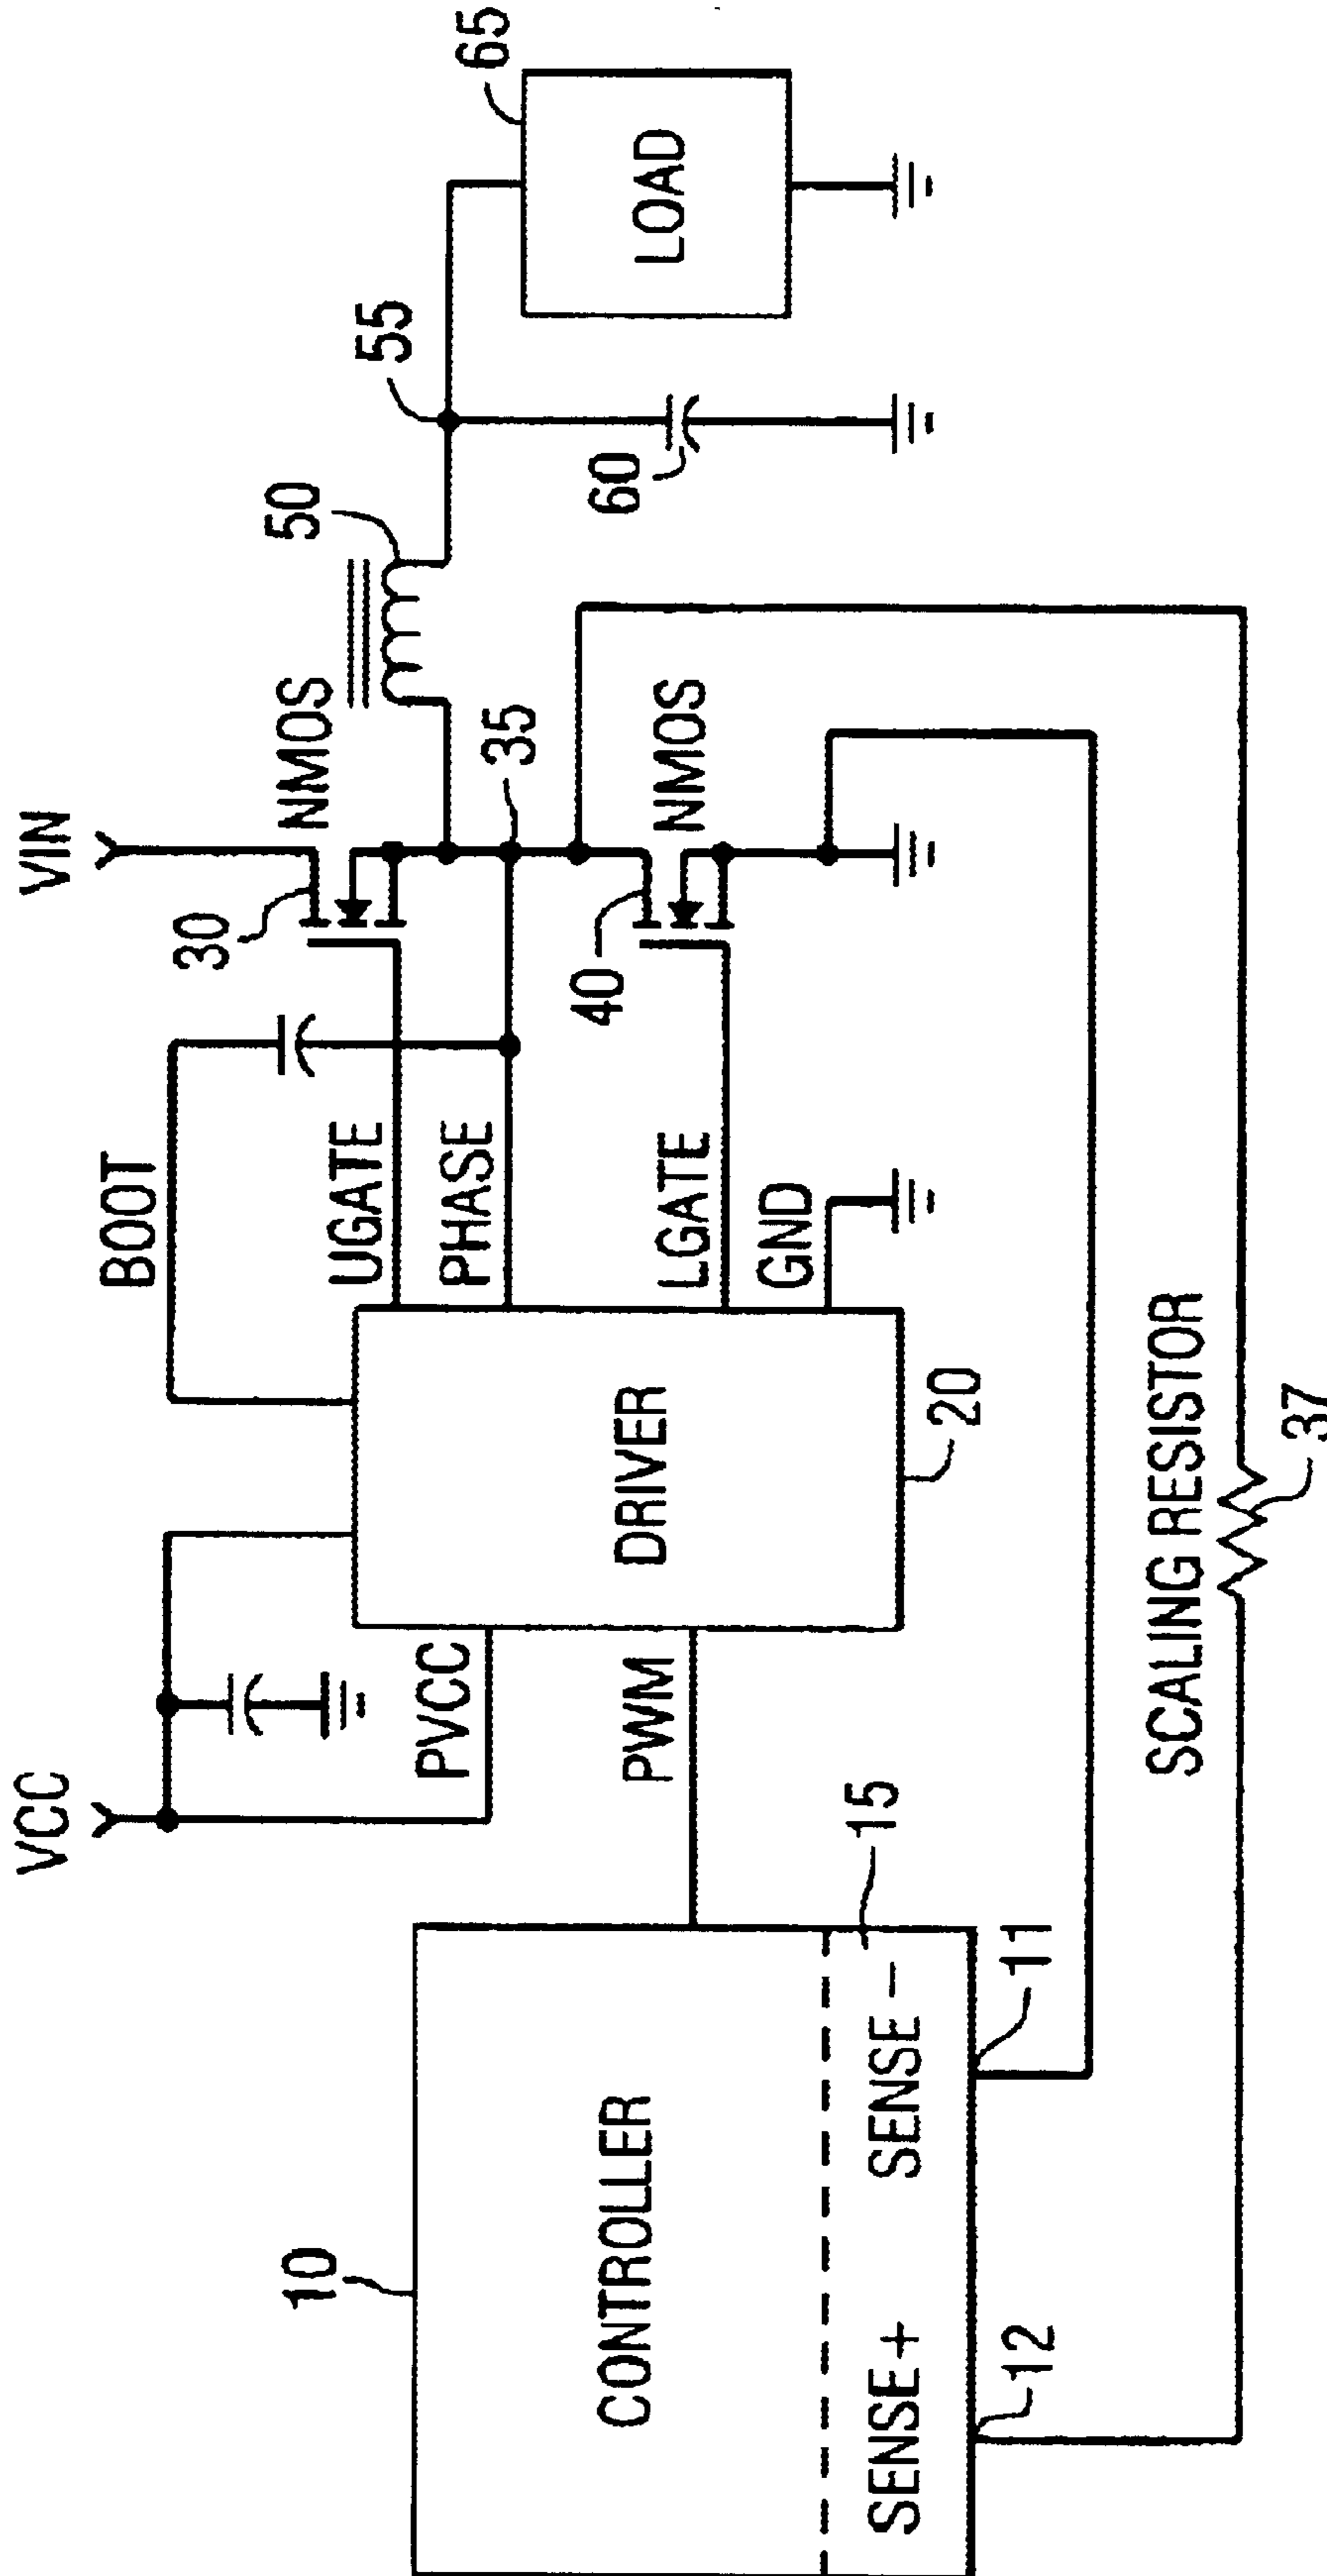 VCC
VIN
BOOT
10
CONTROLLER
SENSE+
SENSE-
15
12
11
PVCC
PWM
DRIVER
20
UGATE
PHASE
LGATE
GND
30
NMOS
35
40
NMOS
50
55
60
65
LOAD
SCALING RESISTOR
37